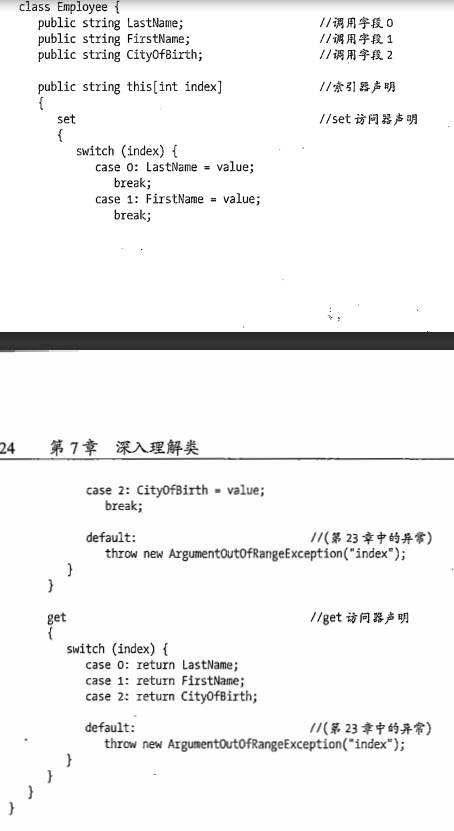 class Employee {
public string LastName; //调用字段 0
public string FirstName; //调用字段 1
public string CityOfBirth; //调用字段 2
public string this[int index] //索引器声明
{
set //set 访问器声明
{
switch (index) {
case 0: LastName = value;
break;
case 1: FirstName = value;
break;
24 第 7 章 深入理解类
case 2: CityOfBirth = value;
break;
default: //(第 23 章中的异常)
throw new ArgumentOutOfRangeException("index");
}
}
get //get 访问器声明
{
switch (index) {
case 0: return LastName;
case 1: return FirstName;
case 2: return CityOfBirth;
default: //(第 23 章中的异常)
throw new ArgumentOutOfRangeException("index");
}
}
}
}